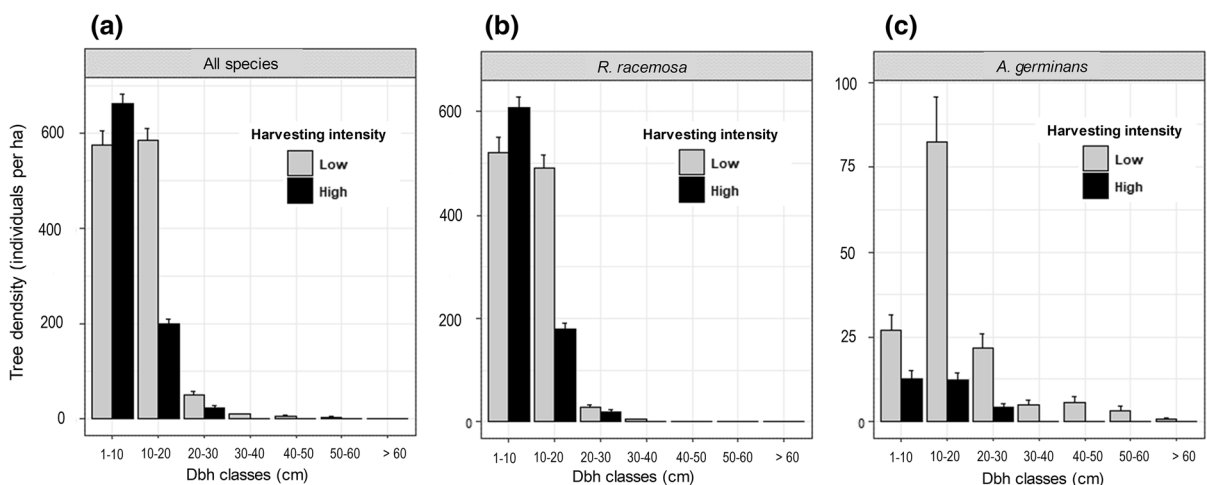 (a)
All species
Tree dendsity (individuals per ha)
600
400
200
0
Harvesting intensity
Low
High
1-10 10-20 20-30 30-40 40-50 50-60 > 60
Dbh classes (cm)
(b)
R. racemosa
600
400
200
0
Harvesting intensity
Low
High
1-10 10-20 20-30 30-40 40-50 50-60 > 60
Dbh classes (cm)
(c)
A. germinans
100
75
50
25
0
Harvesting intensity
Low
High
1-10 10-20 20-30 30-40 40-50 50-60 > 60
Dbh classes (cm)